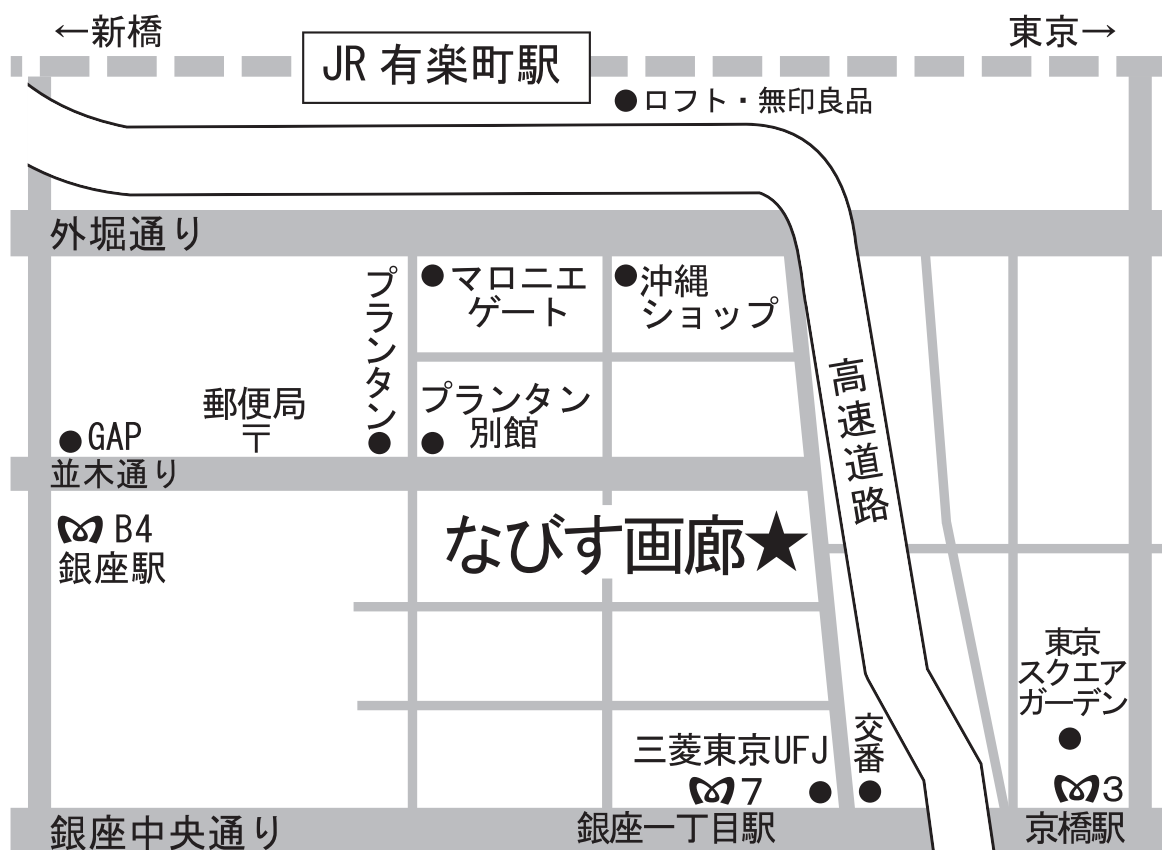 ←新橋
東京→
JR 有楽町駅
ロフト・無印良品
外堀通り
プランタン
マロニエ
ゲート
沖縄
ショップ
高速道路
郵便局
〒
プランタン
別館
GAP
並木通り
B4
銀座駅
なびす画廊★
東京
スクエア
ガーデン
三菱東京UFJ
交番
7
3
銀座中央通り
銀座一丁目駅
京橋駅